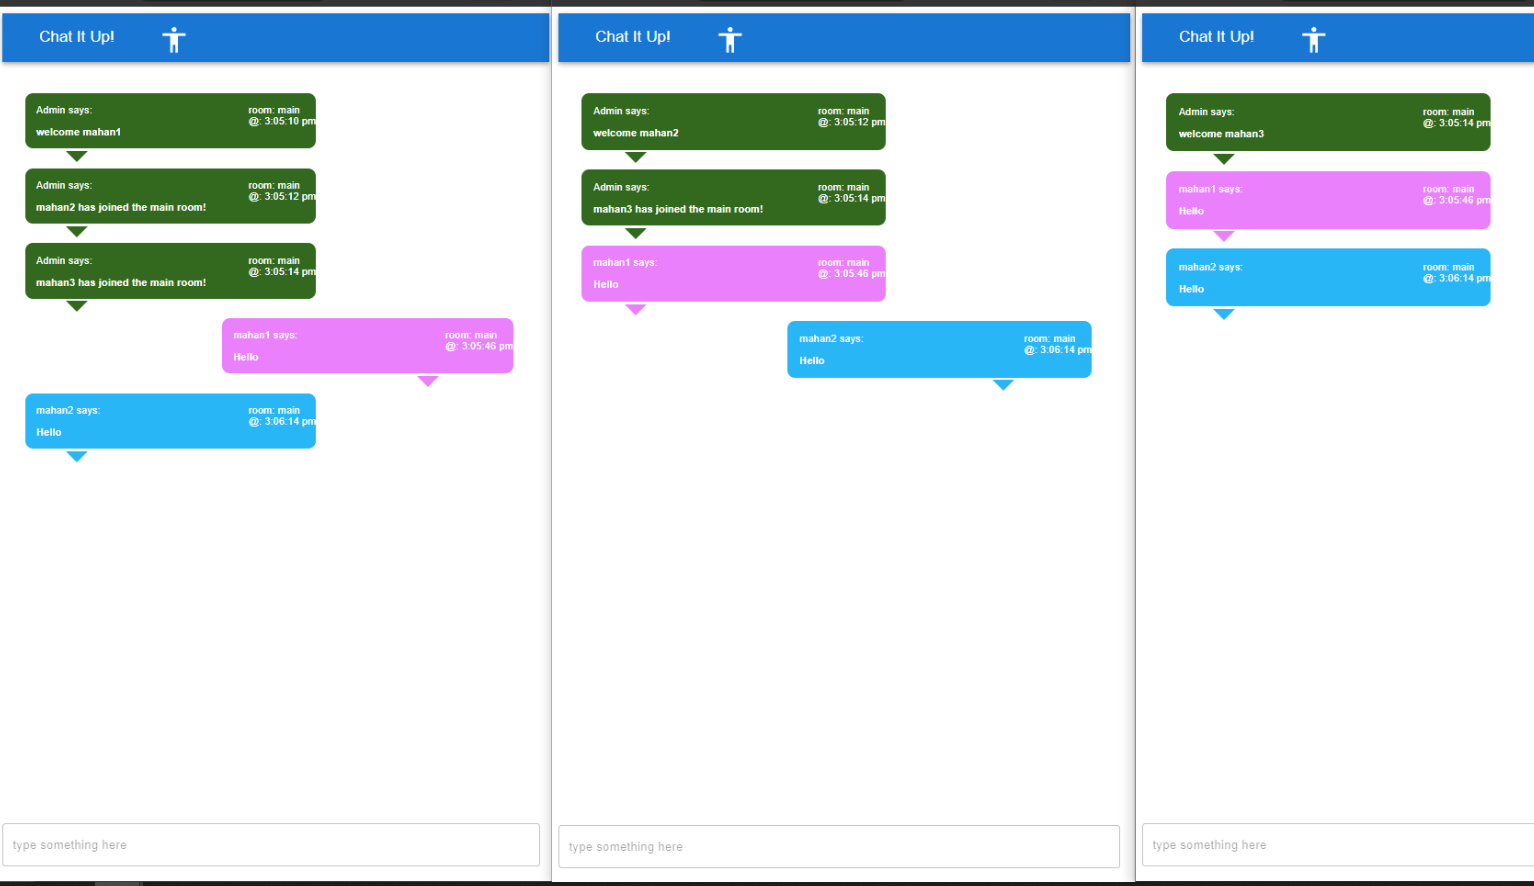 Chat It Up!
Admin says:
room: main
@: 3:05:10 pm
welcome mahan1
Admin says:
room: main
@: 3:05:12 pm
mahan2 has joined the main room!
Admin says:
room: main
@: 3:05:14 pm
mahan3 has joined the main room!
mahan1 says:
room: main
@: 3:05:46 pm
Hello
mahan2 says:
room: main
@: 3:06:14 pm
Hello
type something here
Chat It Up!
Admin says:
room: main
@: 3:05:12 pm
welcome mahan2
Admin says:
room: main
@: 3:05:14 pm
mahan3 has joined the main room!
mahan1 says:
room: main
@: 3:05:46 pm
Hello
mahan2 says:
room: main
@: 3:06:14 pm
Hello
type something here
Chat It Up!
Admin says:
room: main
@: 3:05:14 pm
welcome mahan3
mahan1 says:
room: main
@: 3:05:46 pm
Hello
mahan2 says:
room: main
@: 3:06:14 pm
Hello
type something here